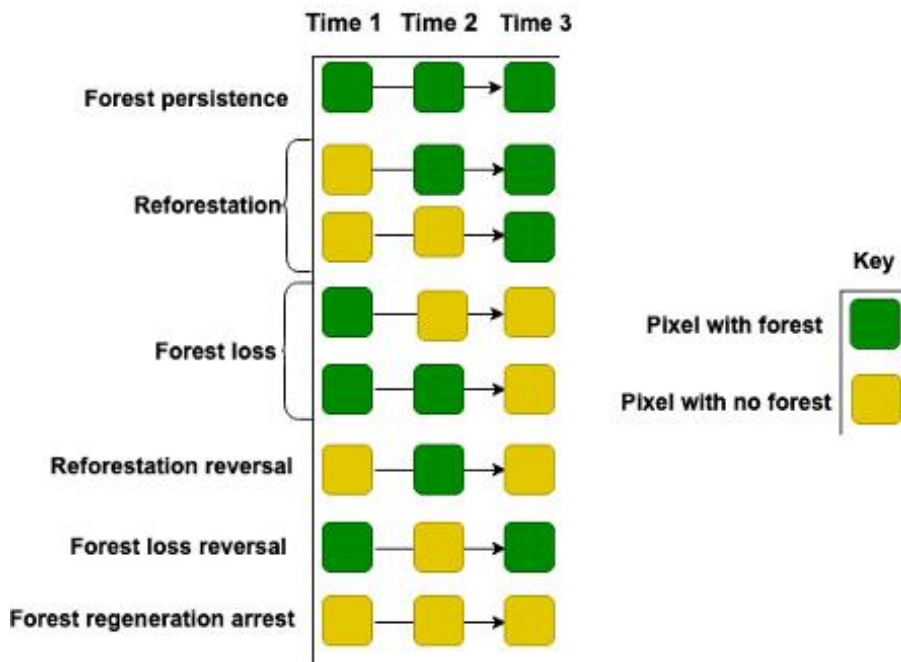 Time 1 Time 2 Time 3
Forest persistence
Reforestation
Forest loss
Reforestation reversal
Forest loss reversal
Forest regeneration arrest
Key
Pixel with forest
Pixel with no forest